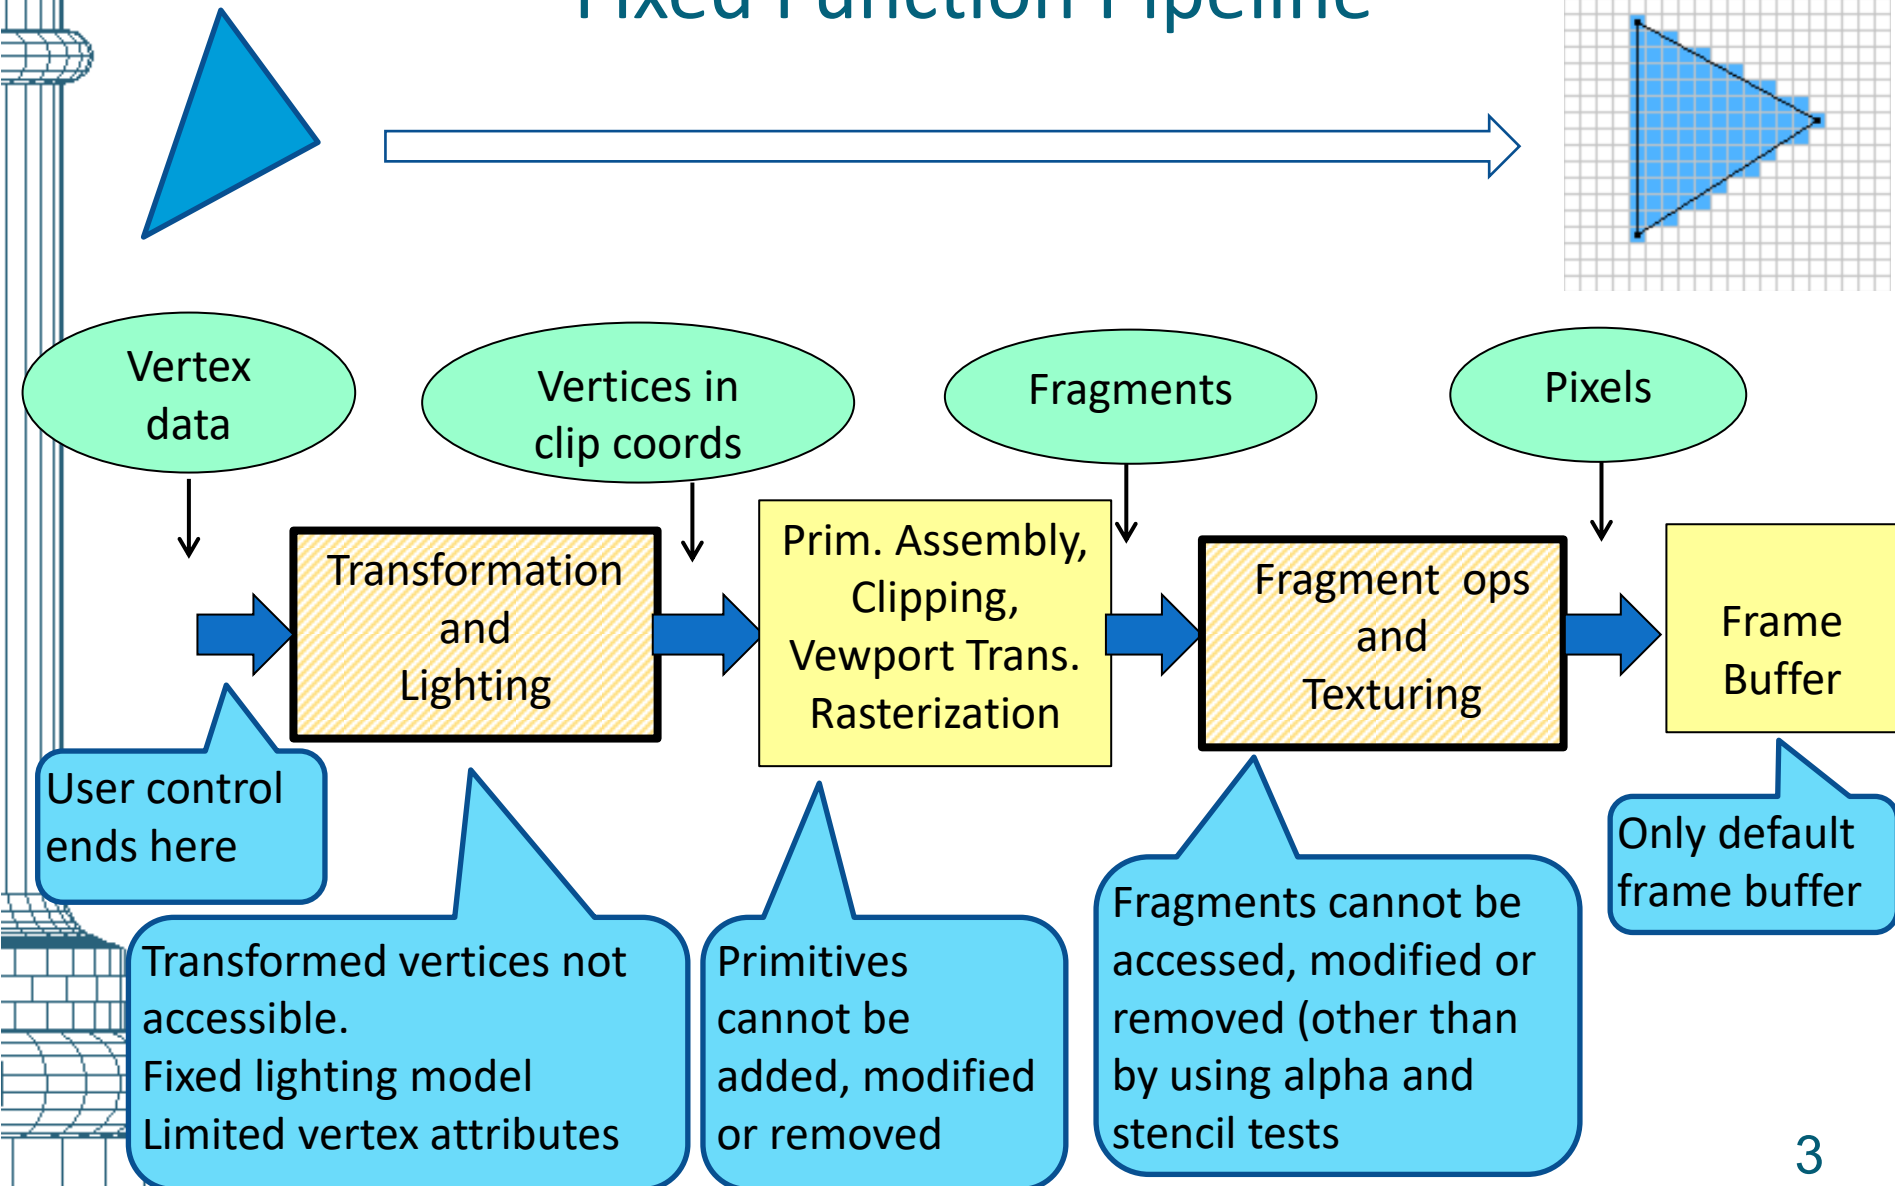 Fixed Function Pipeline
Vertex
data
Vertices in
clip coords
Fragments
Pixels
Transformation
and
Lighting
Prim. Assembly,
Clipping,
Vewport Trans.
Rasterization
Fragment ops
and
Texturing
Frame
Buffer
User control
ends here
Transformed vertices not
accessible.
Fixed lighting model
Limited vertex attributes
Primitives
cannot be
added, modified
or removed
Fragments cannot be
accessed, modified or
removed (other than
by using alpha and
stencil tests
Only default
frame buffer
3